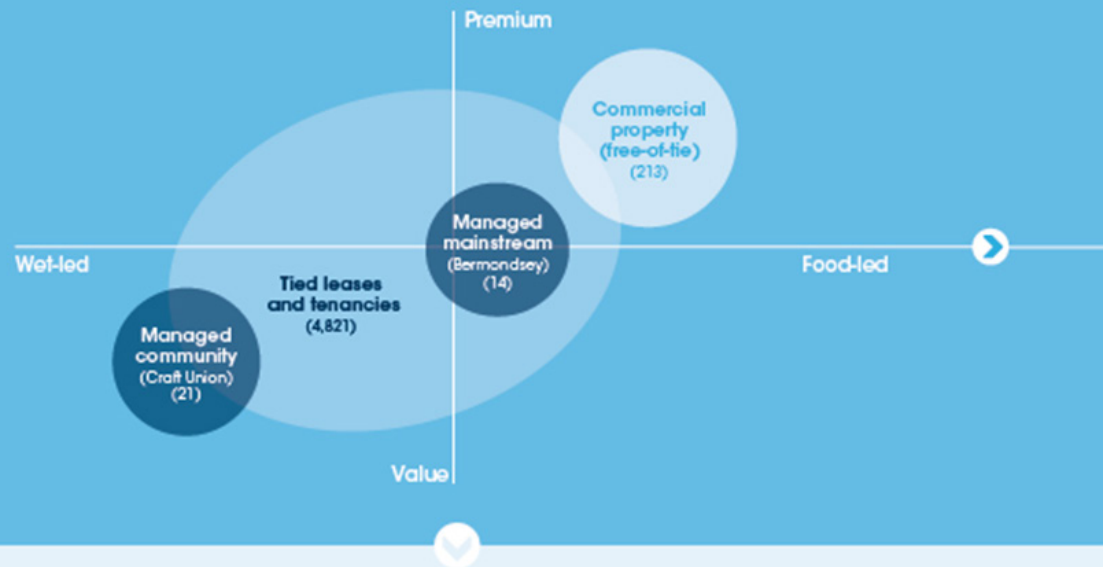 Premium
Commercial
property
(free-of-tie)
(213)
Managed
mainstream
(Bermondsey)
(14)
Wet-led
Food-led
Tied leases
and tenancies
(4,821)
Managed
community
(Craft Union)
(21)
Value